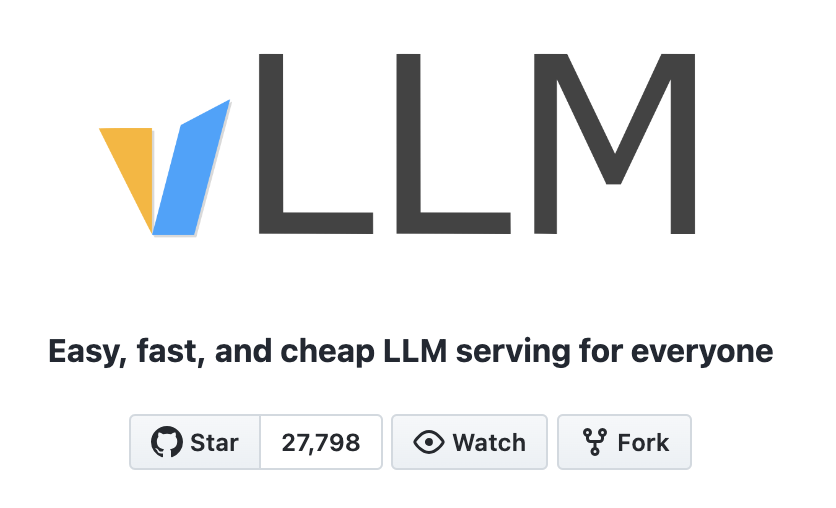 vLLM
Easy, fast, and cheap LLM serving for everyone
Star 27,798 Watch Fork